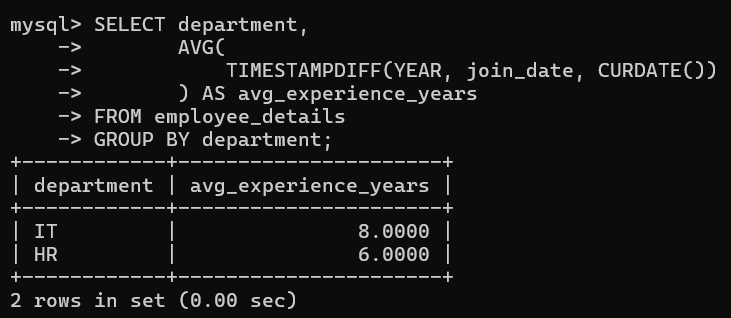 mysql> SELECT department,
    ->        AVG(
    ->            TIMESTAMPDIFF(YEAR, join_date, CURDATE())
    ->        ) AS avg_experience_years
    -> FROM employee_details
    -> GROUP BY department;
+------------+----------------------+
| department | avg_experience_years |
+------------+----------------------+
| IT         |               8.0000 |
| HR         |               6.0000 |
+------------+----------------------+
2 rows in set (0.00 sec)